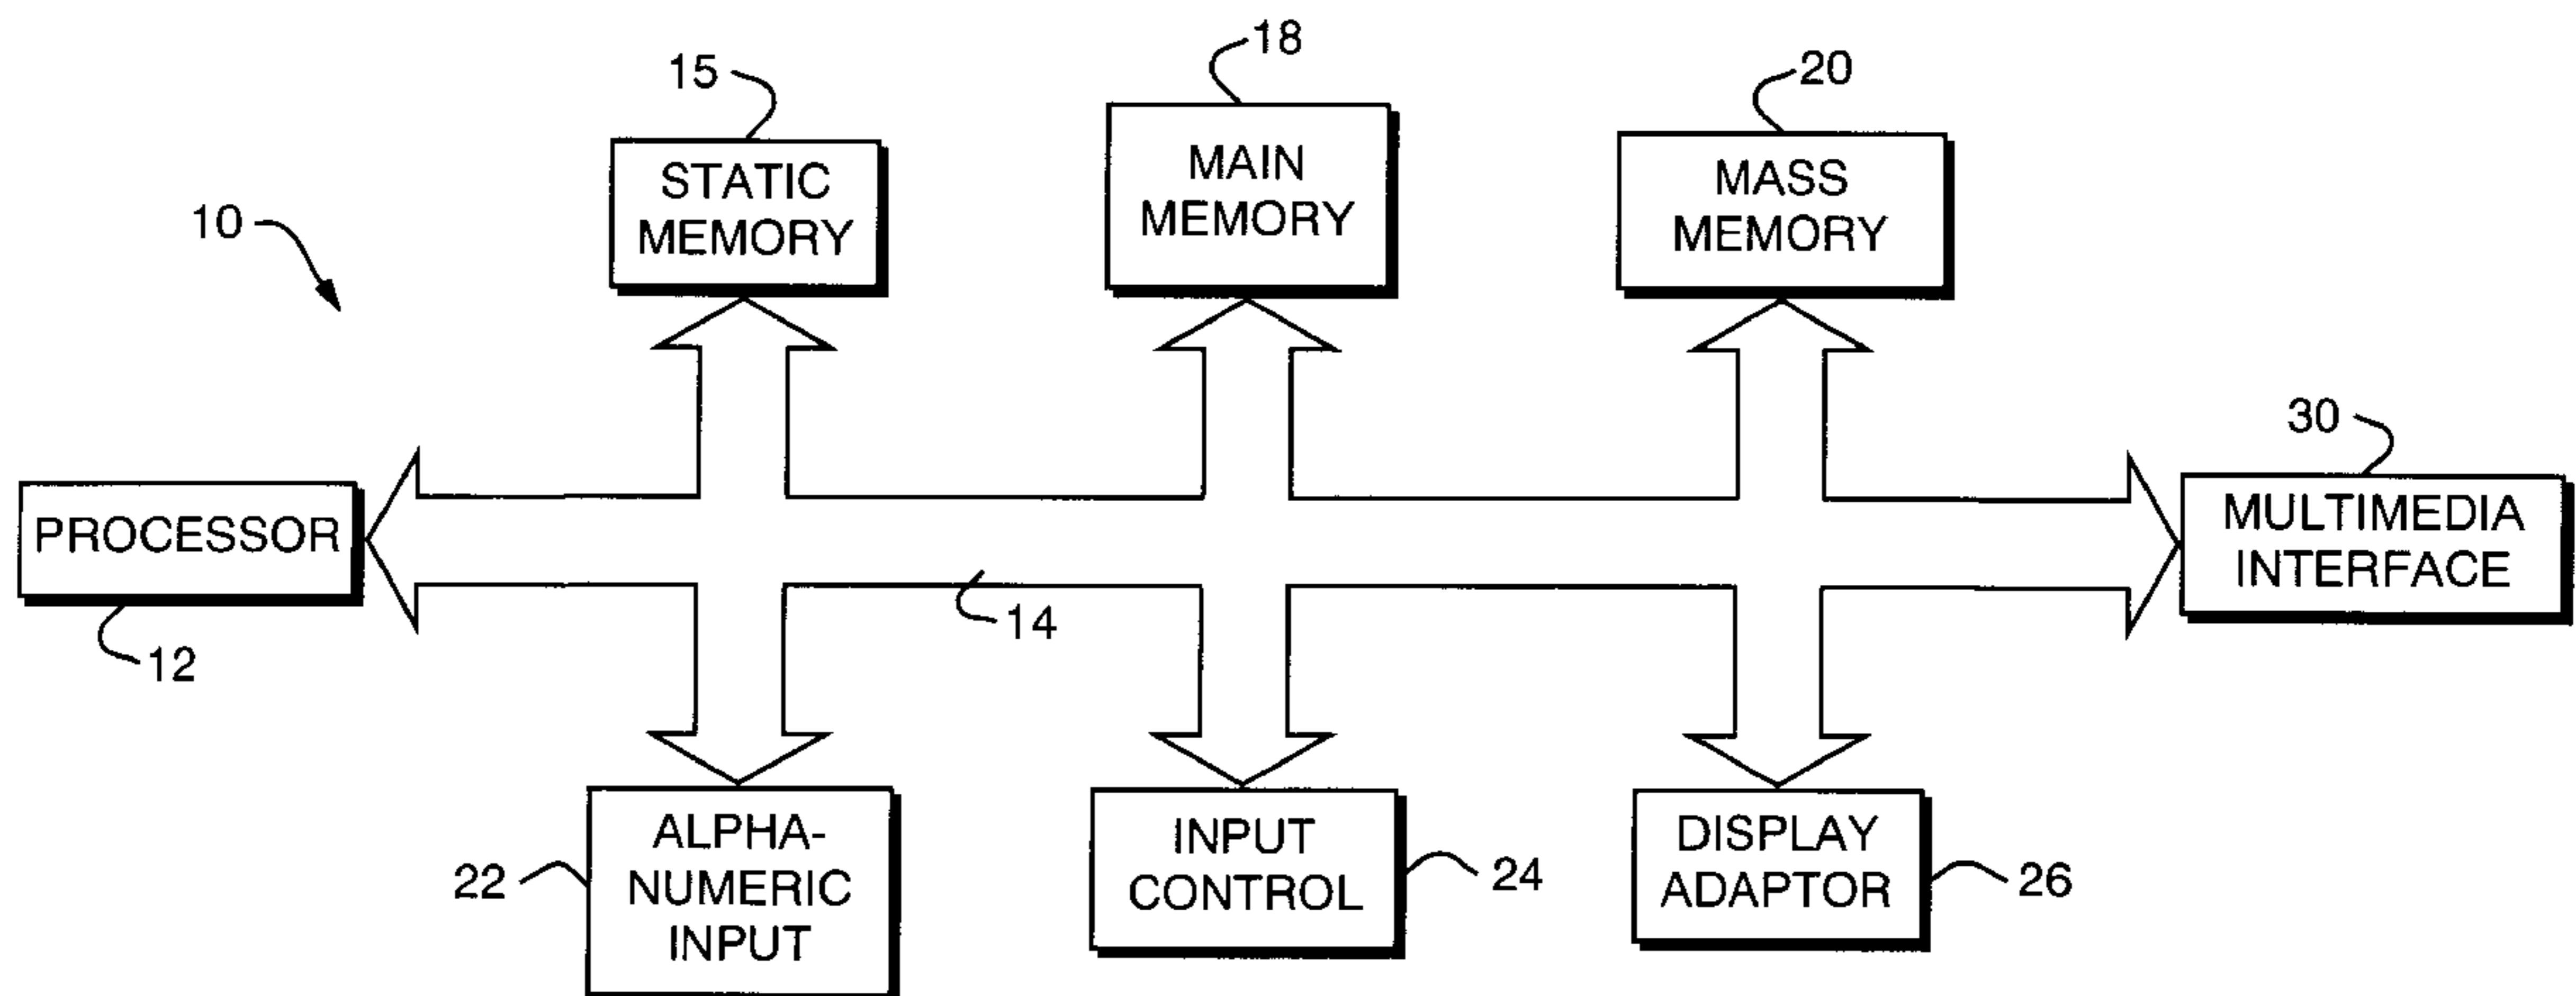 18
15
20
STATIC
MEMORY
MAIN
MEMORY
MASS
MEMORY
10
30
PROCESSOR
MULTIMEDIA
INTERFACE
14
12
ALPHA-
NUMERIC
INPUT
22
INPUT
CONTROL
24
DISPLAY
ADAPTOR
26